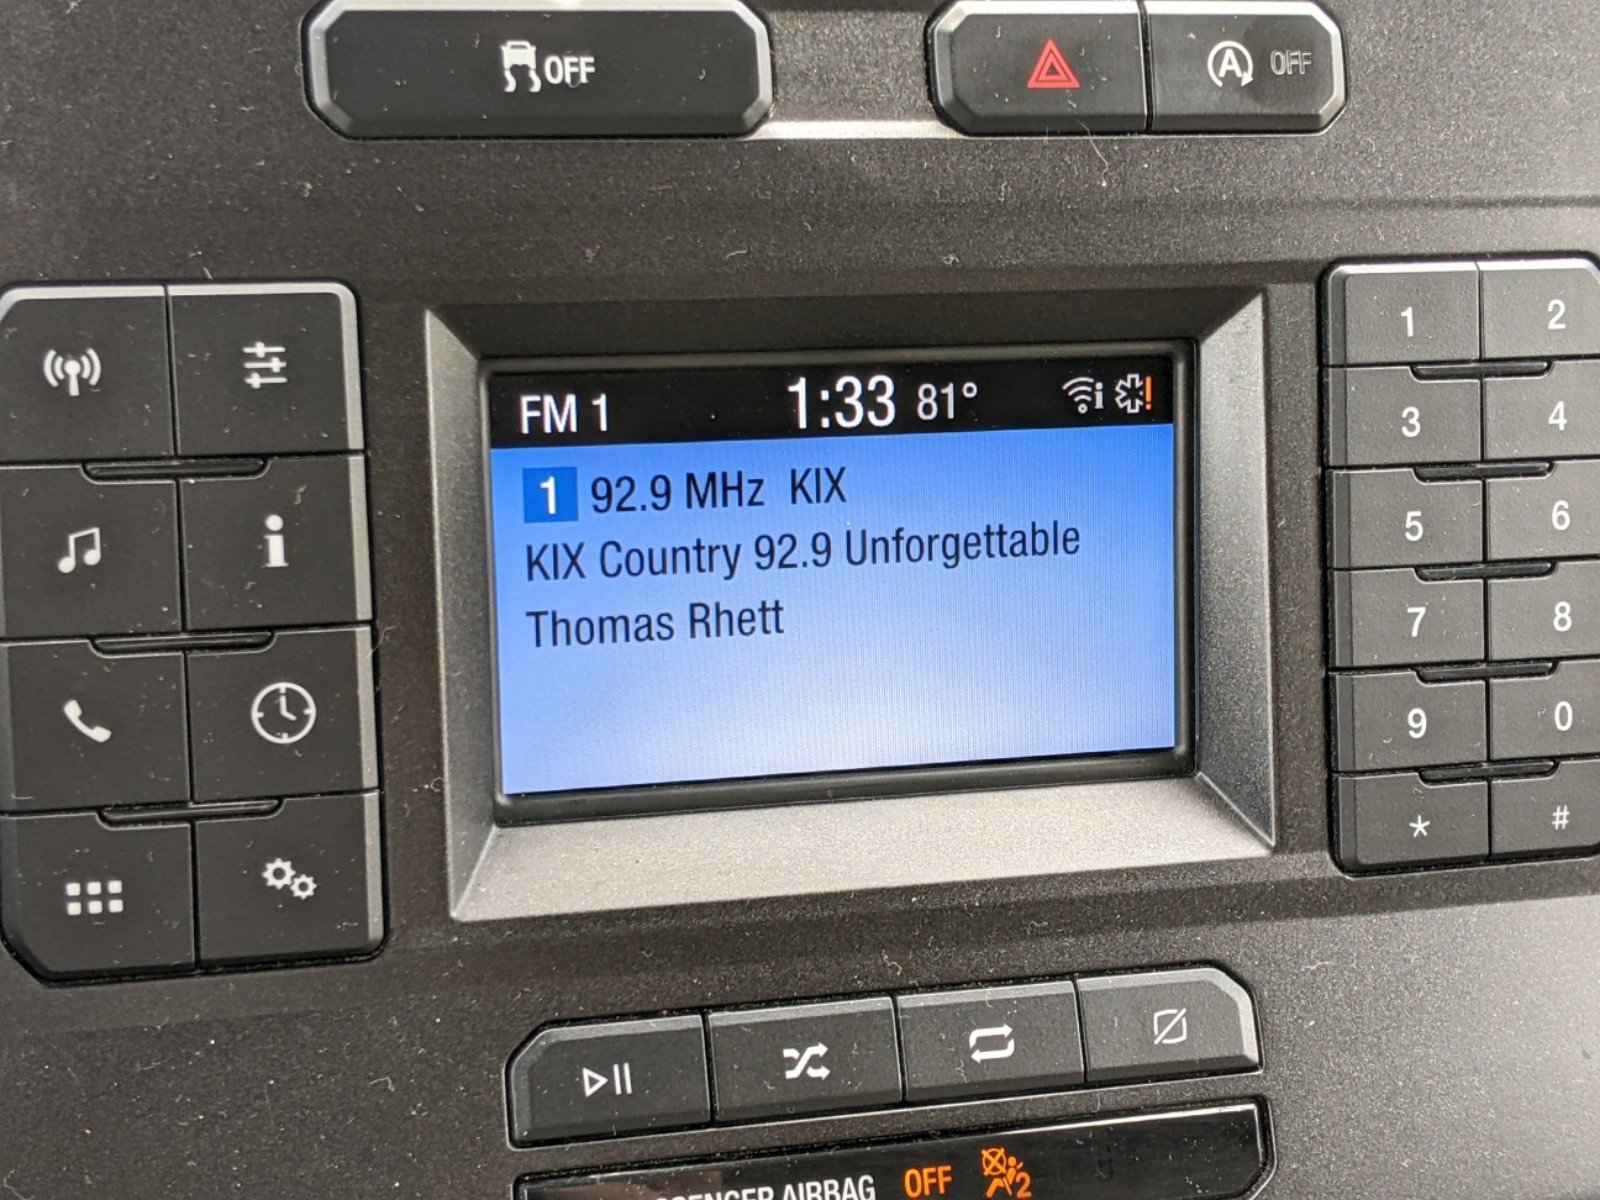 OFF
OFF
FM 1 1:33 81°
1 92.9 MHz KIX
KIX Country 92.9 Unforgettable
Thomas Rhett
1 2
3 4
5 6
7 8
9 0
* #
AIRBAG OFF 2